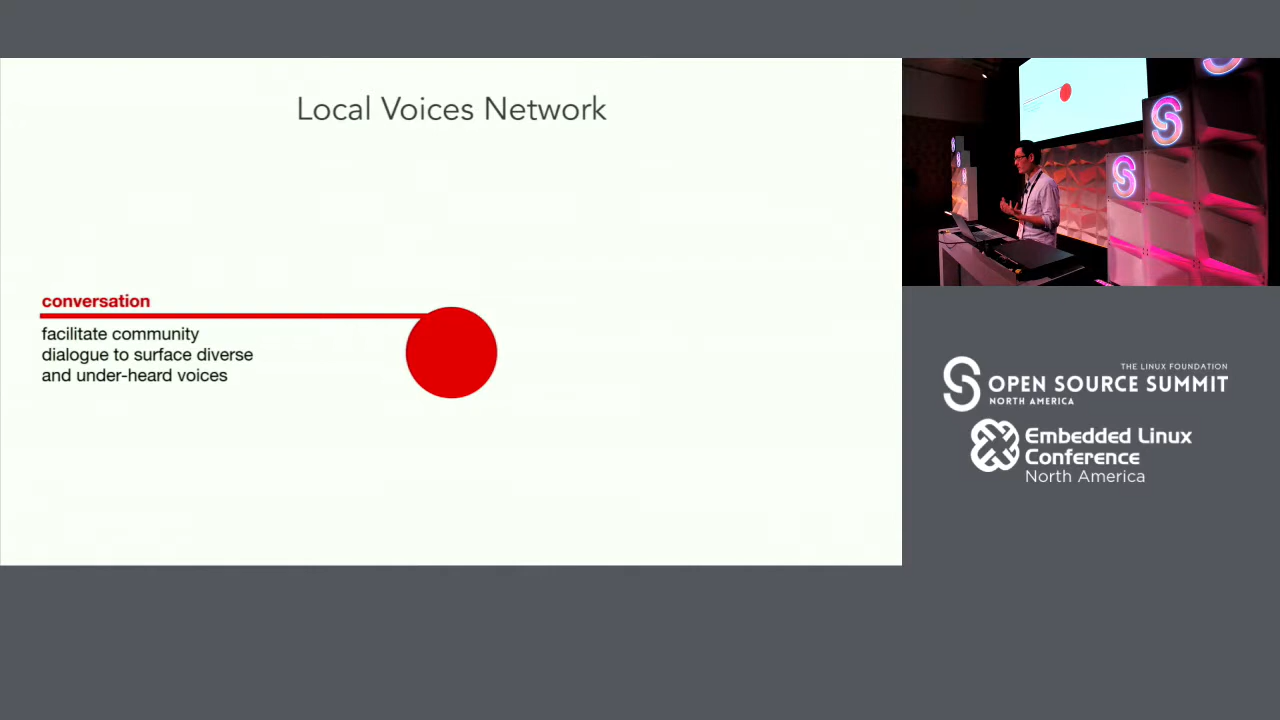 Local Voices Network
conversation
facilitate community
dialogue to surface diverse
and under-heard voices
THE LINUX FOUNDATION
OPEN SOURCE SUMMIT
NORTH AMERICA
Embedded Linux
Conference
North America